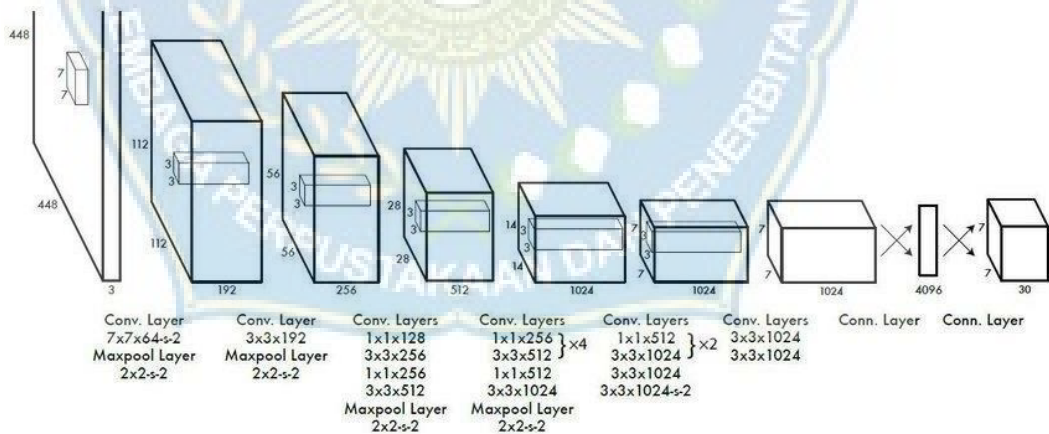 LEMBAGA PERPUSTAKAAN DAN PENERBITAN
448
7
7
448
3
112
3
3
112
192
56
3
3
56
256
28
3
3
28
512
14
3
3
14
1024
7
3
3
7
1024
7
7
1024
4096
7
7
30
Conv. Layer
7x7x64-s-2
Maxpool Layer
2x2-s-2
Conv. Layer
3x3x192
Maxpool Layer
2x2-s-2
Conv. Layers
1x1x128
3x3x256
1x1x256
3x3x512
Maxpool Layer
2x2-s-2
Conv. Layers
1x1x256
3x3x512 } x4
1x1x512
3x3x1024
Maxpool Layer
2x2-s-2
Conv. Layers
1x1x512
3x3x1024 } x2
3x3x1024
3x3x1024-s-2
Conv. Layers
3x3x1024
3x3x1024
Conn. Layer
Conn. Layer